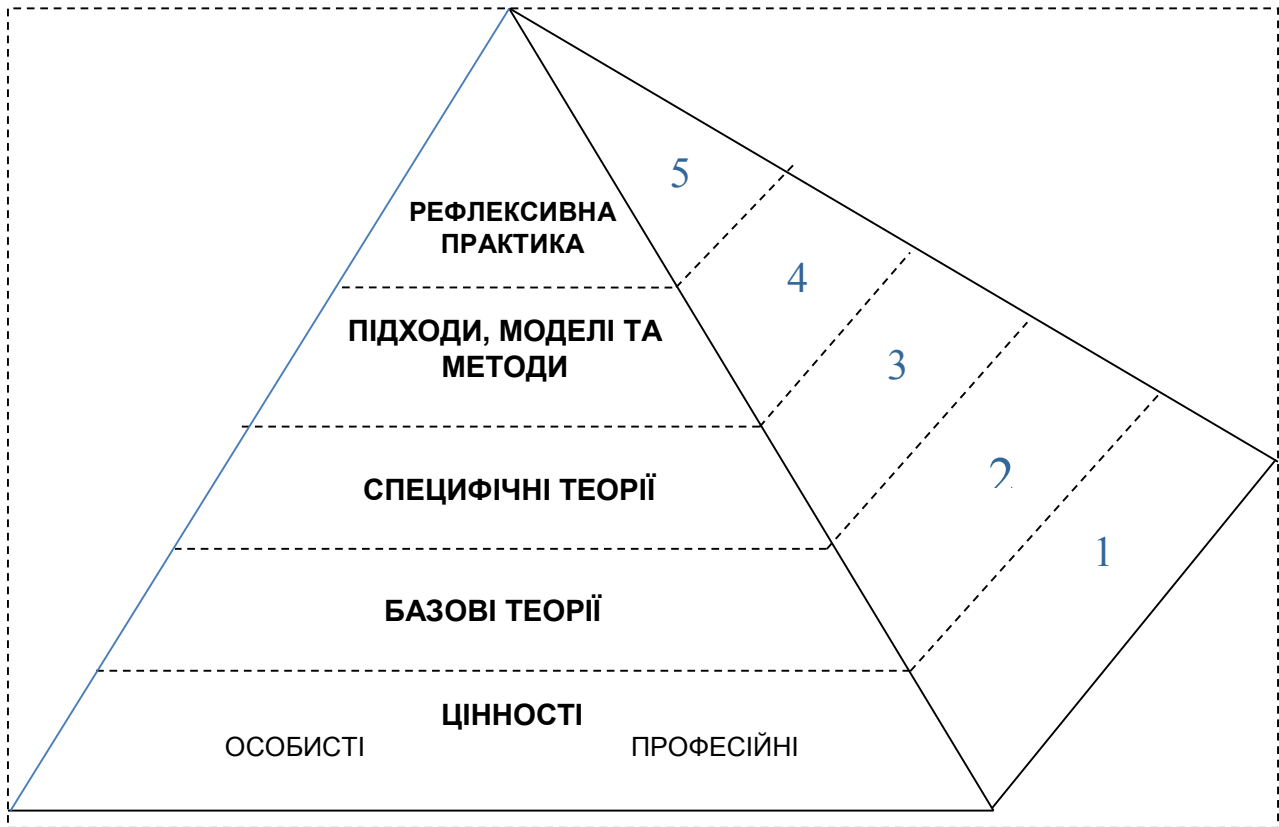 5
РЕФЛЕКСИВНА
ПРАКТИКА
4
ПІДХОДИ, МОДЕЛІ ТА
МЕТОДИ
3
СПЕЦИФІЧНІ ТЕОРІЇ
2
БАЗОВІ ТЕОРІЇ
1
ЦІННОСТІ
ОСОБИСТІ ПРОФЕСІЙНІ